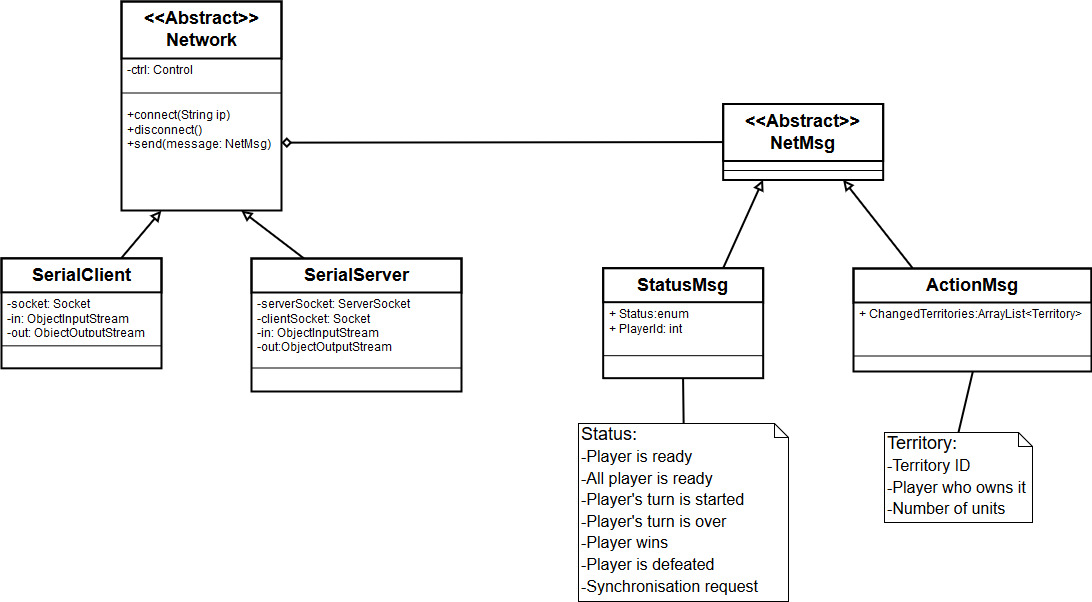 <<Abstract>>
Network
-ctrl: Control
+connect(String ip)
+disconnect()
+send(message: NetMsg)
<<Abstract>>
NetMsg
SerialClient
-socket: Socket
-in: ObjectInputStream
-out: ObjectOutputStream
SerialServer
-serverSocket: ServerSocket
-clientSocket: Socket
-in: ObjectInputStream
-out:ObjectOutputStream
StatusMsg
+ Status:enum
+ PlayerId: int
ActionMsg
+ ChangedTerritories:ArrayList<Territory>
Status:
-Player is ready
-All player is ready
-Player's turn is started
-Player's turn is over
-Player wins
-Player is defeated
-Synchronisation request
Territory:
-Territory ID
-Player who owns it
-Number of units